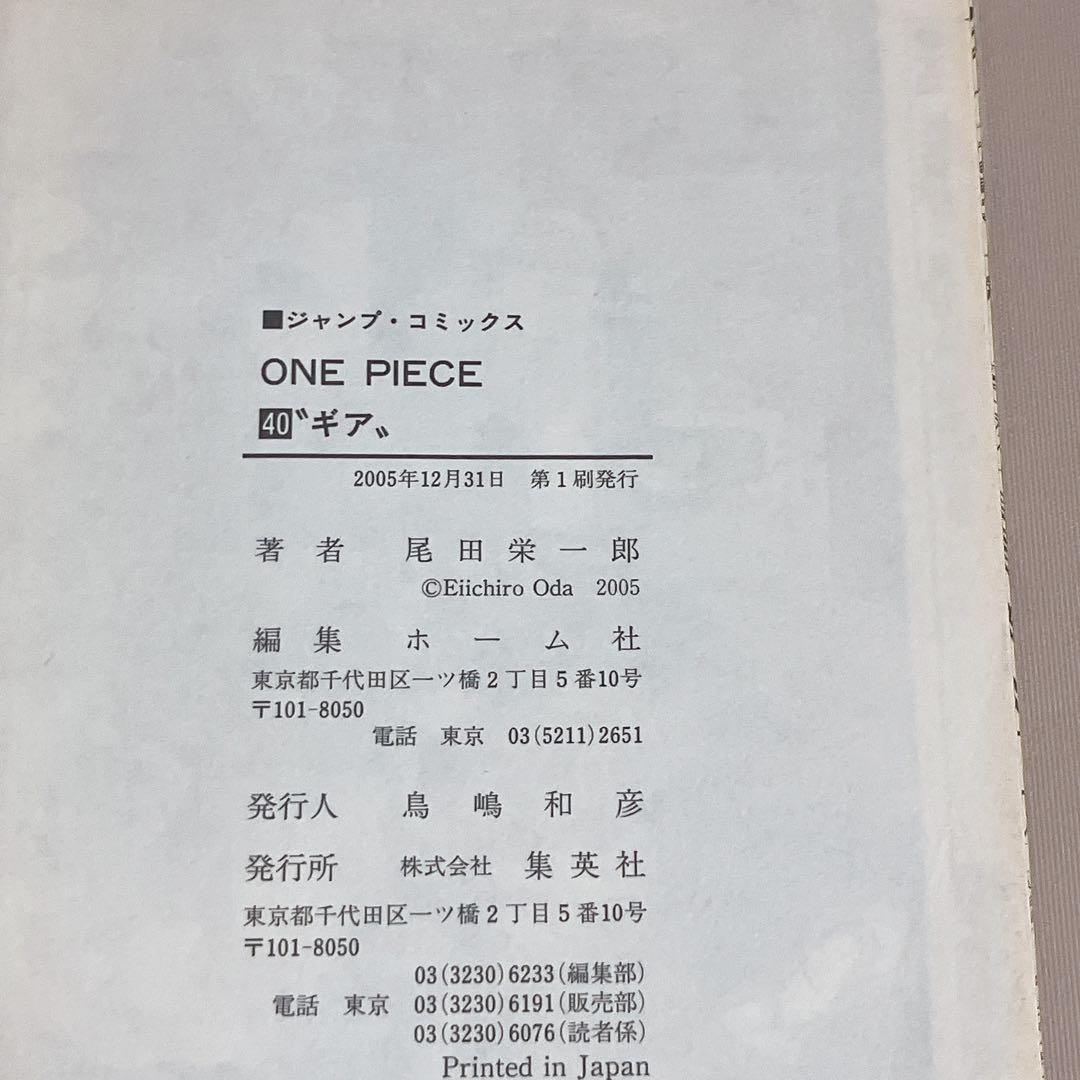 ■ジャンプ・コミックス
ONE PIECE
40〝ギア〟
2005年12月31日　第1刷発行
著者　尾田栄一郎
©Eiichiro Oda 2005
編集　ホーム社
東京都千代田区一ツ橋2丁目5番10号
〒101-8050
電話　東京　03(5211)2651
発行人　鳥嶋和彦
発行所　株式会社　集英社
東京都千代田区一ツ橋2丁目5番10号
〒101-8050
03(3230)6233(編集部)
電話　東京　03(3230)6191(販売部)
03(3230)6076(読者係)
Printed in Japan